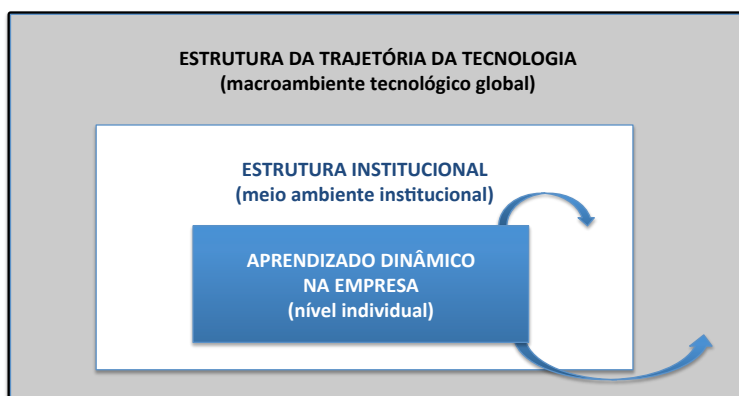 ESTRUTURA DA TRAJETÓRIA DA TECNOLOGIA
(macroambiente tecnológico global)
ESTRUTURA INSTITUCIONAL
(meio ambiente institucional)
APRENDIZADO DINÂMICO
NA EMPRESA
(nível individual)